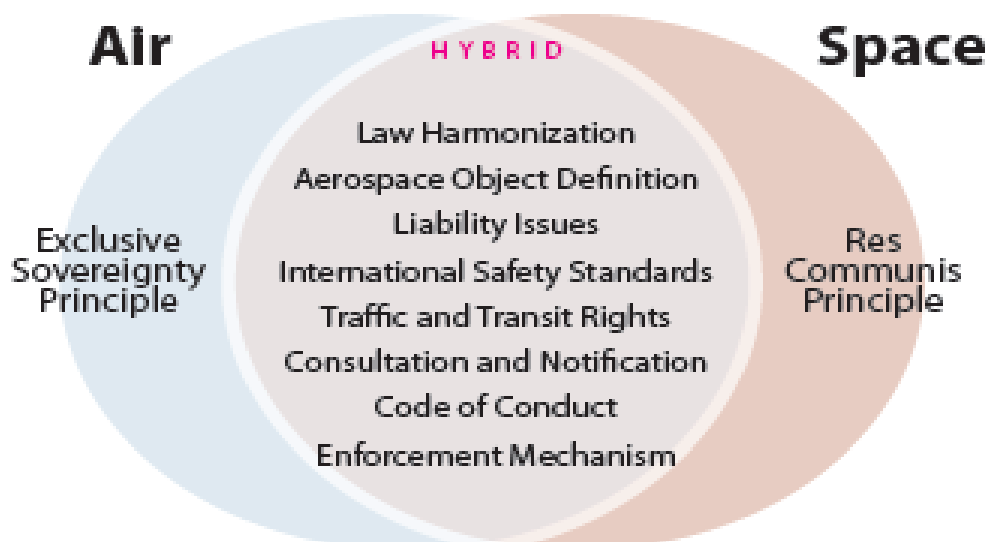 Air
HYBRID
Space
Law Harmonization
Aerospace Object Definition
Liability Issues
International Safety Standards
Traffic and Transit Rights
Consultation and Notification
Code of Conduct
Enforcement Mechanism
Exclusive
Sovereignty
Principle
Res
Communis
Principle